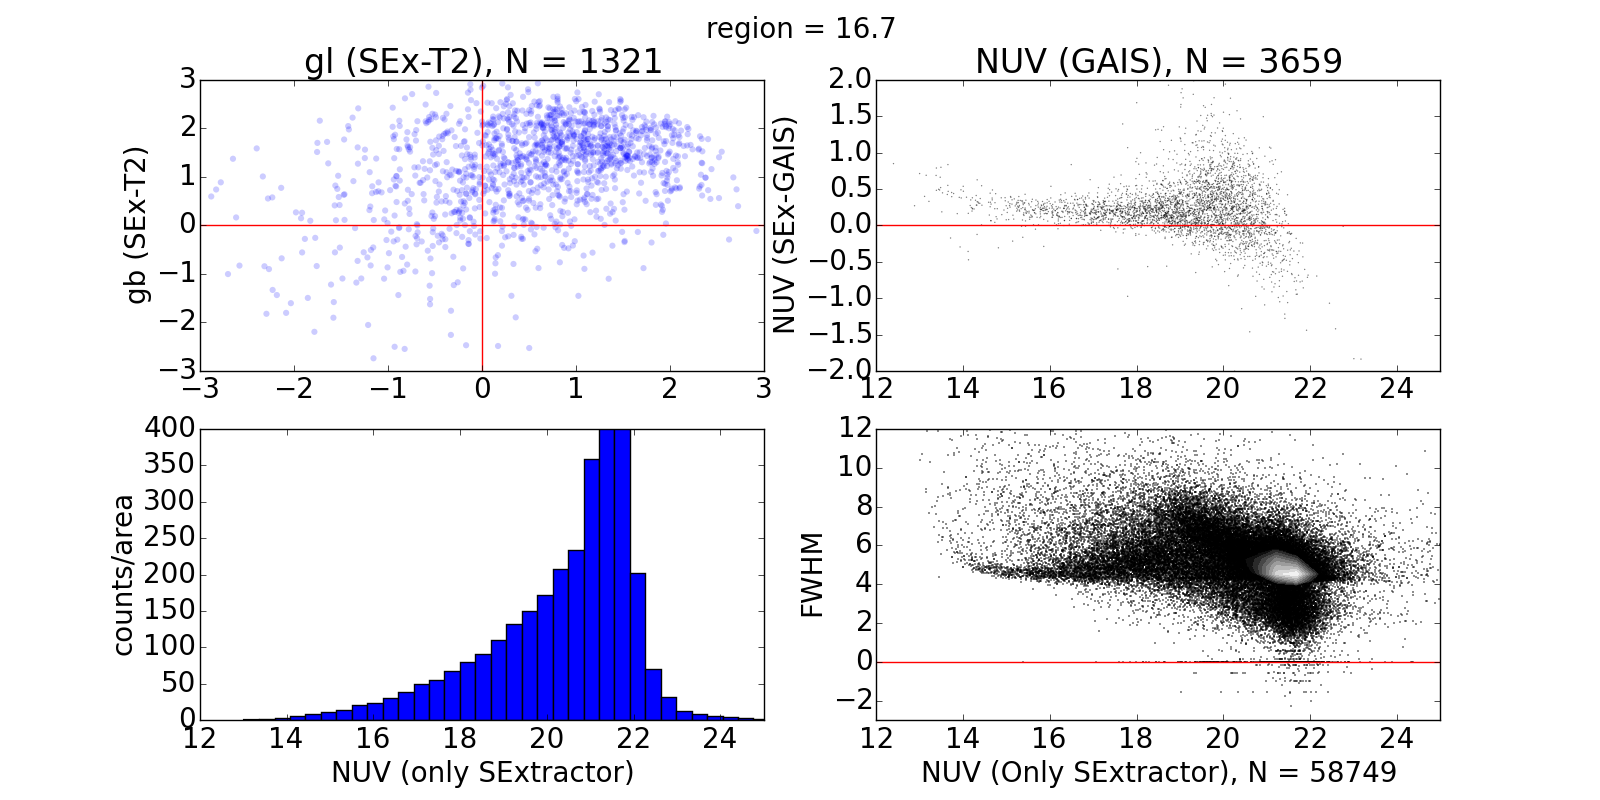 region = 16.7
gl (SEx-T2), N = 1321
3
2
1
0
−1
−2
−3
gb (SEx-T2)
−3 −2 −1 0 1 2 3
NUV (GAIS), N = 3659
2.0
1.5
1.0
0.5
0.0
−0.5
−1.0
−1.5
−2.0
NUV (SEx-GAIS)
12 14 16 18 20 22 24
400
350
300
250
200
150
100
50
0
counts/area
12 14 16 18 20 22 24
NUV (only SExtractor)
12
10
8
6
4
2
0
−2
FWHM
12 14 16 18 20 22 24
NUV (Only SExtractor), N = 58749